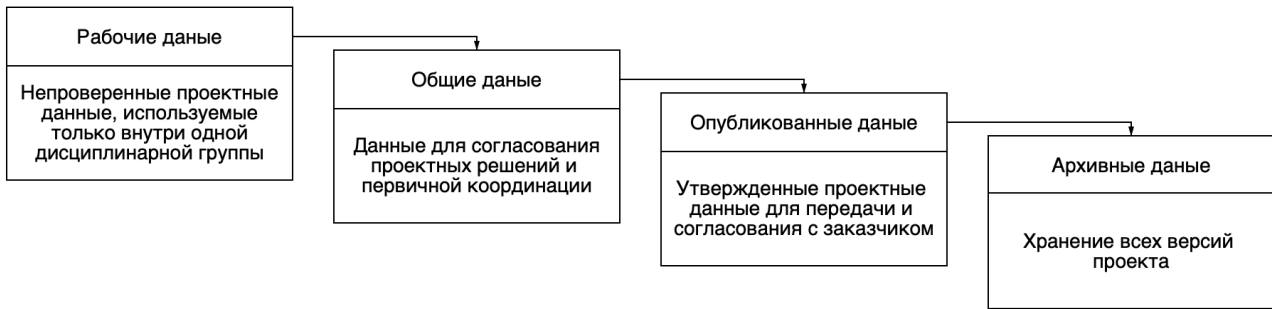 Рабочие даные
Непроверенные проектные
данные, используемые
только внутри одной
дисциплинарной группы
Общие даные
Данные для согласования
проектных решений и
первичной координации
Опубликованные даные
Утвержденные проектные
данные для передачи и
согласования с заказчиком
Архивные даные
Хранение всех версий
проекта